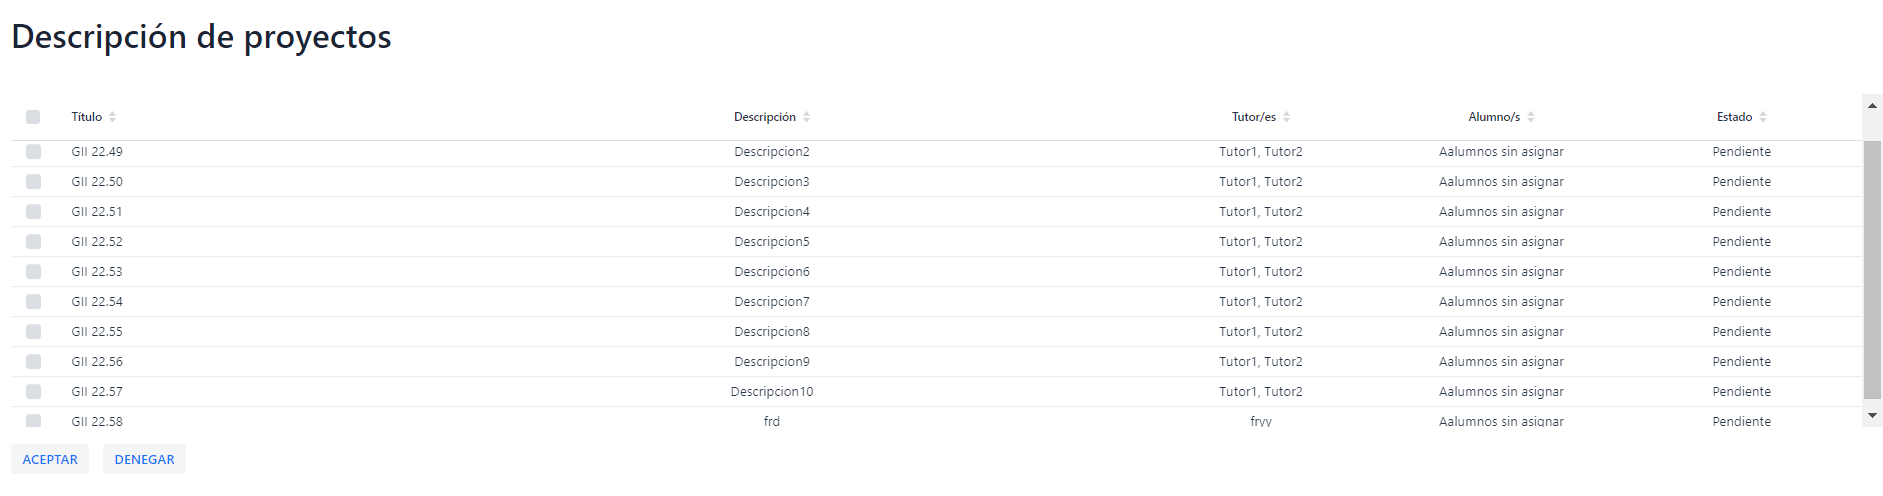 Descripción de proyectos
Título Descripción Tutor/es Alumno/s Estado
GII 22.49 Descripcion2 Tutor1, Tutor2 Aalumnos sin asignar Pendiente
GII 22.50 Descripcion3 Tutor1, Tutor2 Aalumnos sin asignar Pendiente
GII 22.51 Descripcion4 Tutor1, Tutor2 Aalumnos sin asignar Pendiente
GII 22.52 Descripcion5 Tutor1, Tutor2 Aalumnos sin asignar Pendiente
GII 22.53 Descripcion6 Tutor1, Tutor2 Aalumnos sin asignar Pendiente
GII 22.54 Descripcion7 Tutor1, Tutor2 Aalumnos sin asignar Pendiente
GII 22.55 Descripcion8 Tutor1, Tutor2 Aalumnos sin asignar Pendiente
GII 22.56 Descripcion9 Tutor1, Tutor2 Aalumnos sin asignar Pendiente
GII 22.57 Descripcion10 Tutor1, Tutor2 Aalumnos sin asignar Pendiente
GII 22.58 frd Aalumnos sin asignar Pendiente
ACEPTAR DENEGAR